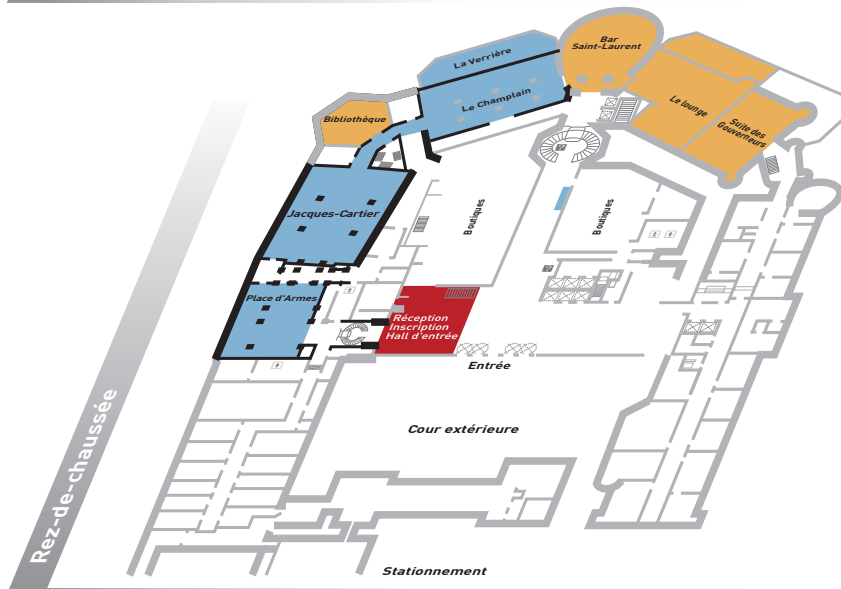 La Verrière
Bar
Saint-Laurent
Le Champlain
Le lounge
Suite des
Gouverneurs
Bibliothèque
Jacques-Cartier
Boutiques
Boutiques
Place d'Armes
Réception
Inscription
Hall d'entrée
Entrée
Cour extérieure
Rez-de-chaussée
Stationnement